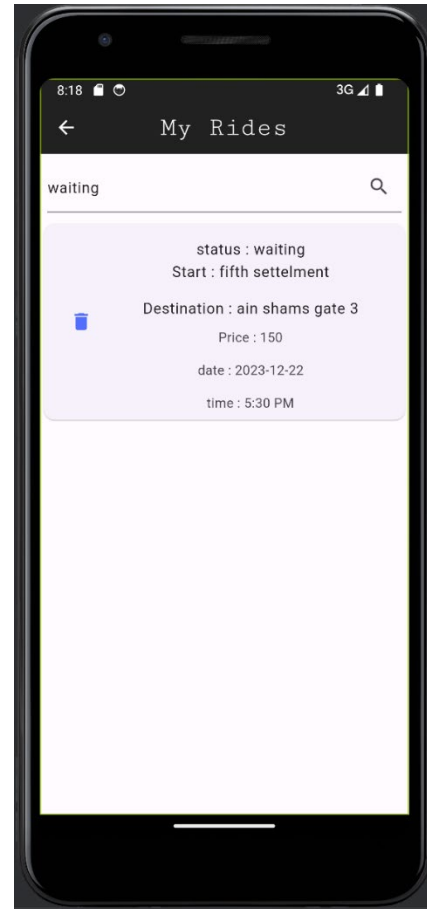 8:18
3G
My Rides
waiting
status : waiting
Start : fifth settelment
Destination : ain shams gate 3
Price : 150
date : 2023-12-22
time : 5:30 PM